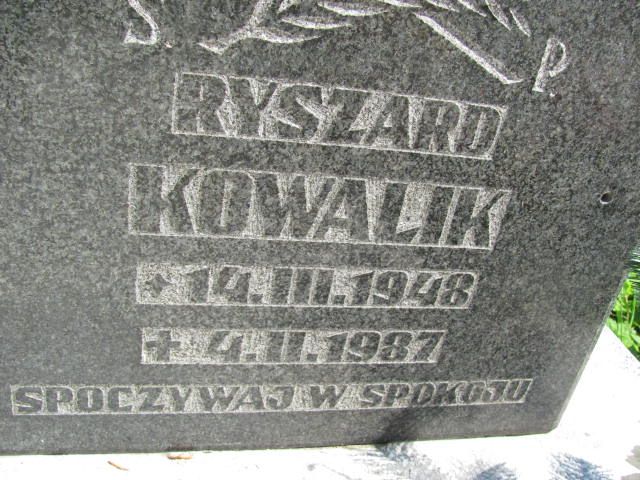 Ś. P.
RYSZARD
KOWALIK
* 14.III.1948
+ 4.II.1987
SPOCZYWAJ W SPOKOJU